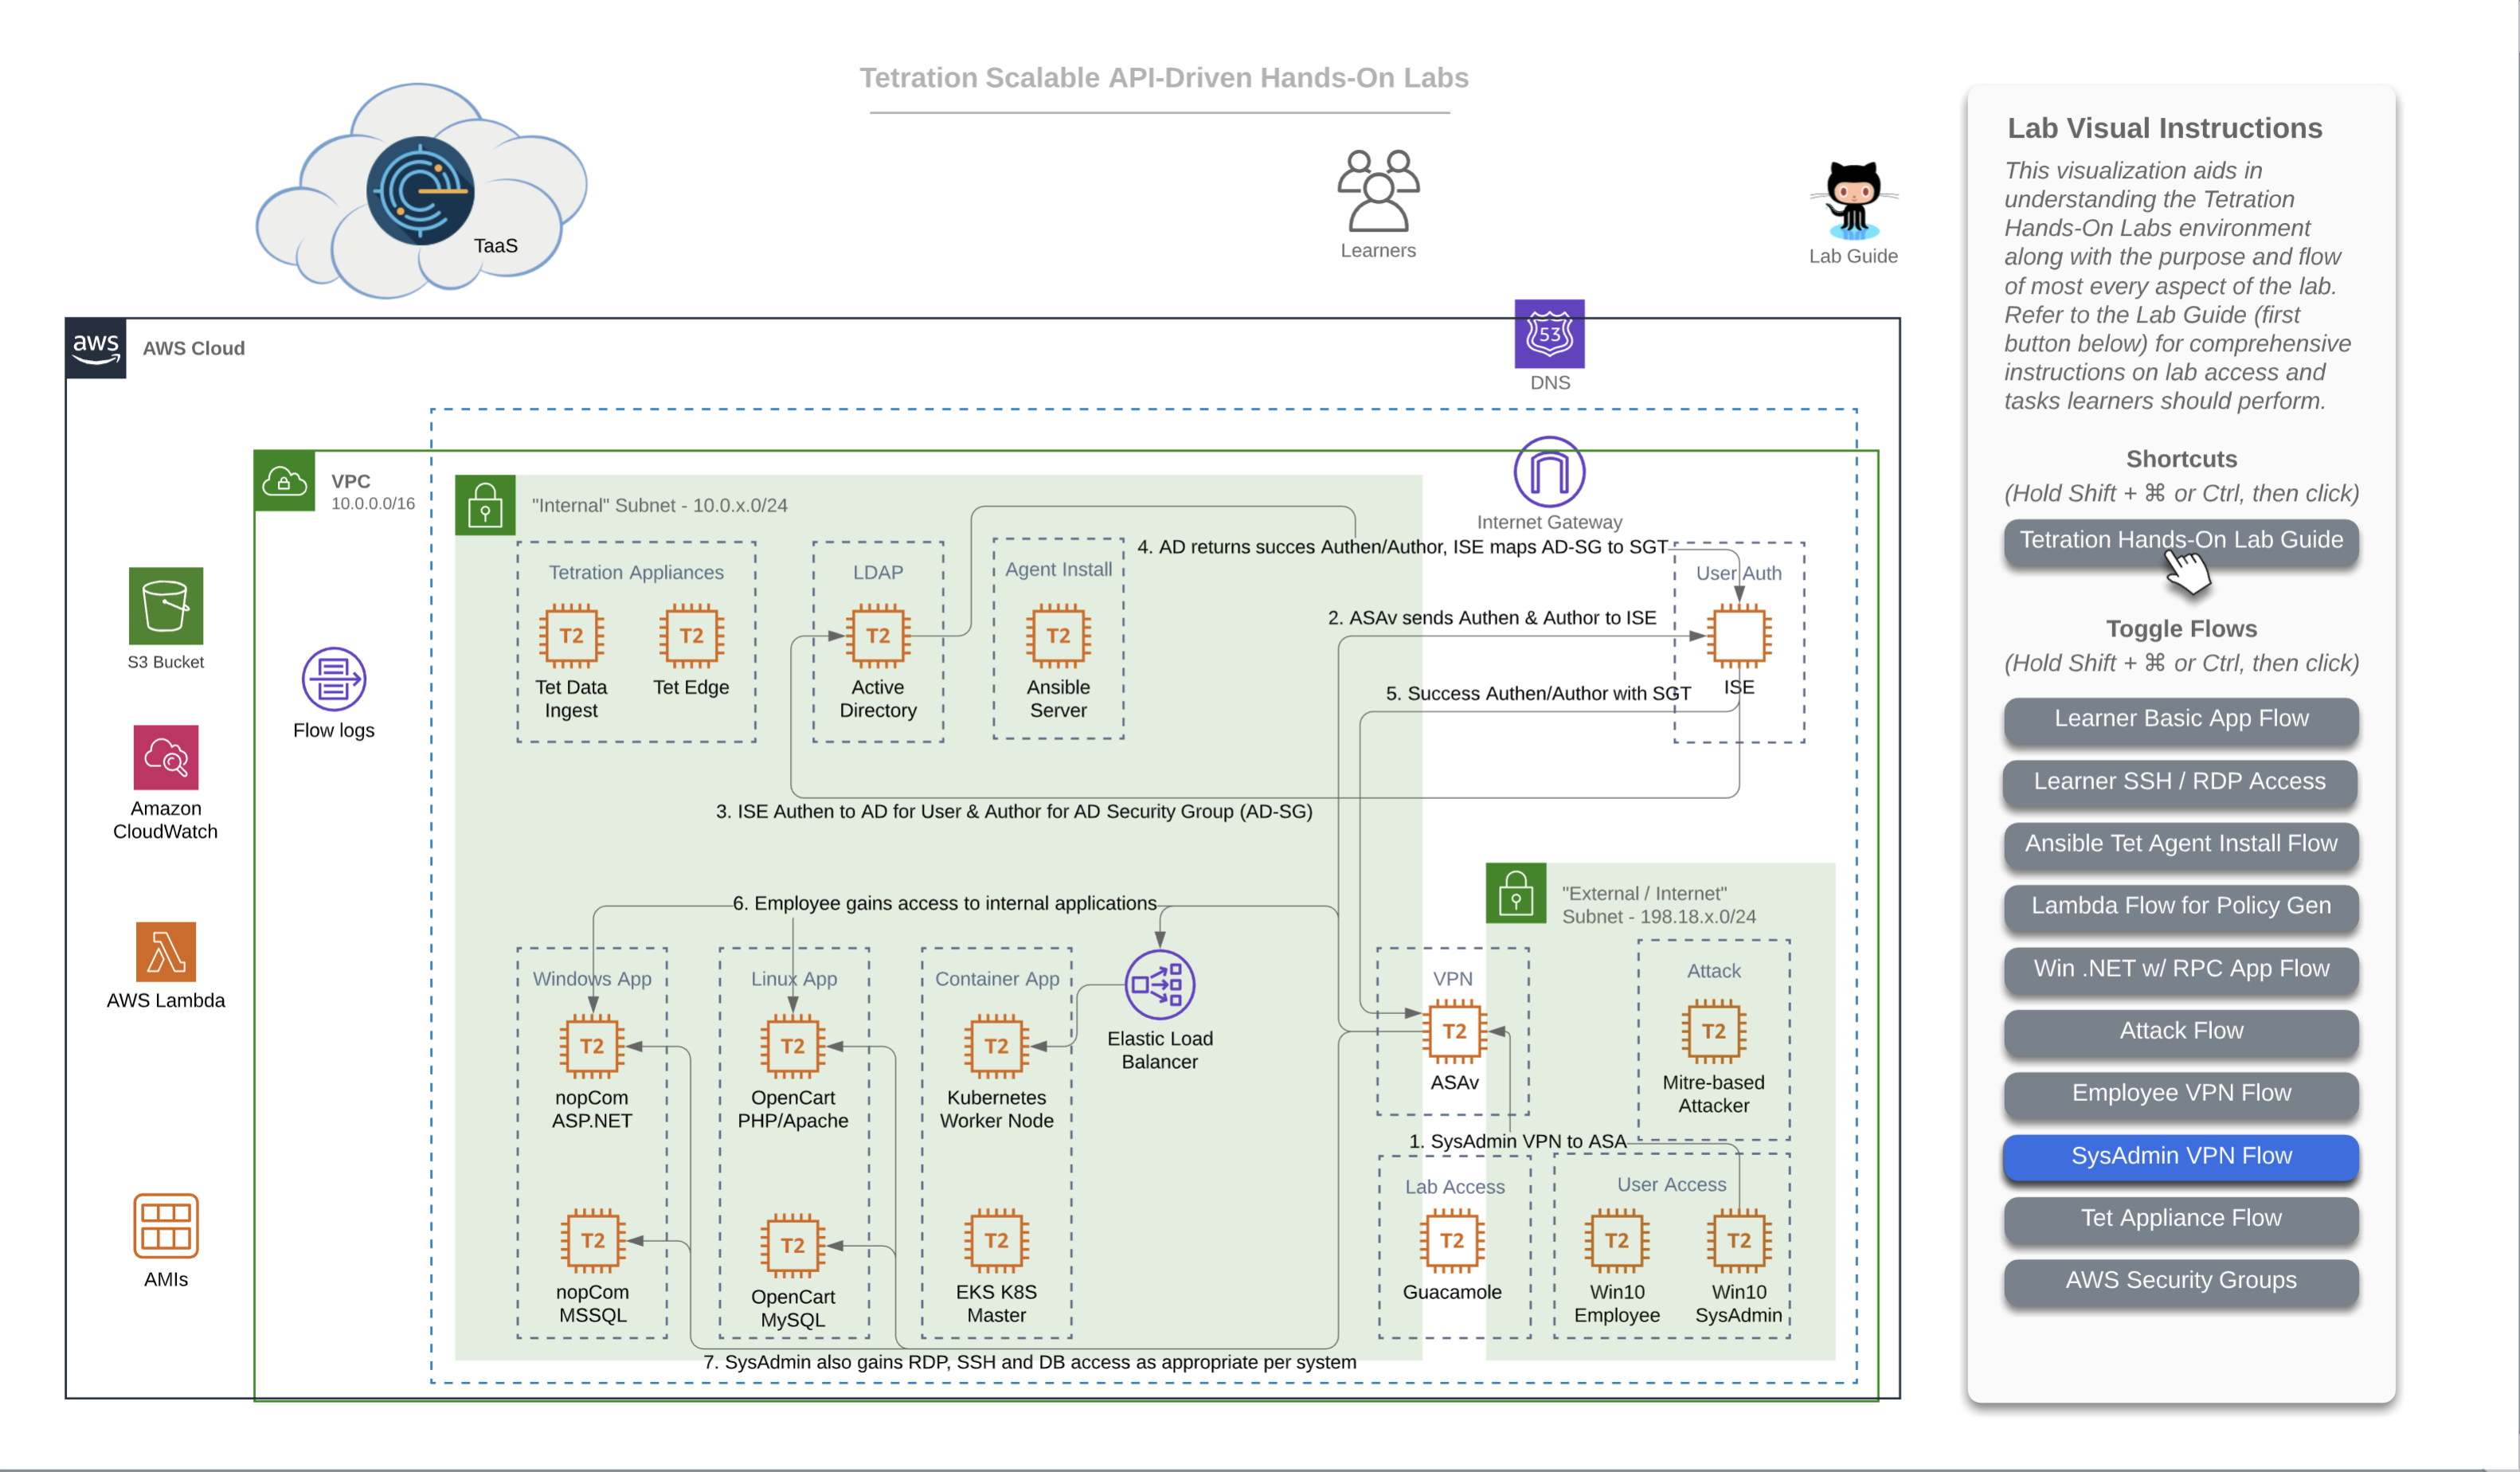 Tetration Scalable API-Driven Hands-On Labs
TaaS
Learners
Lab Guide
aws
AWS Cloud
53
DNS
VPC
10.0.0.0/16
"Internal" Subnet - 10.0.x.0/24
Internet Gateway
4. AD returns succes Authen/Author, ISE maps AD-SG to SGT
Tetration Appliances
LDAP
Agent Install
User Auth
T2
T2
T2
T2
2. ASAv sends Authen & Author to ISE
Tet Data
Ingest
Tet Edge
Active
Directory
Ansible
Server
ISE
5. Success Authen/Author with SGT
S3 Bucket
Flow logs
Amazon
CloudWatch
AWS Lambda
AMIs
3. ISE Authen to AD for User & Author for AD Security Group (AD-SG)
6. Employee gains access to internal applications
"External / Internet"
Subnet - 198.18.x.0/24
Windows App
Linux App
Container App
VPN
Attack
T2
T2
T2
T2
T2
Elastic Load
Balancer
nopCom
ASP.NET
OpenCart
PHP/Apache
Kubernetes
Worker Node
ASAv
Mitre-based
Attacker
1. SysAdmin VPN to ASA
Lab Access
User Access
T2
T2
T2
T2
T2
T2
nopCom
MSSQL
OpenCart
MySQL
EKS K8S
Master
Guacamole
Win10
Employee
Win10
SysAdmin
7. SysAdmin also gains RDP, SSH and DB access as appropriate per system
Lab Visual Instructions
This visualization aids in
understanding the Tetration
Hands-On Labs environment
along with the purpose and flow
of most every aspect of the lab.
Refer to the Lab Guide (first
button below) for comprehensive
instructions on lab access and
tasks learners should perform.
Shortcuts
(Hold Shift + ⌘ or Ctrl, then click)
Tetration Hands-On Lab Guide
Toggle Flows
(Hold Shift + ⌘ or Ctrl, then click)
Learner Basic App Flow
Learner SSH / RDP Access
Ansible Tet Agent Install Flow
Lambda Flow for Policy Gen
Win .NET w/ RPC App Flow
Attack Flow
Employee VPN Flow
SysAdmin VPN Flow
Tet Appliance Flow
AWS Security Groups